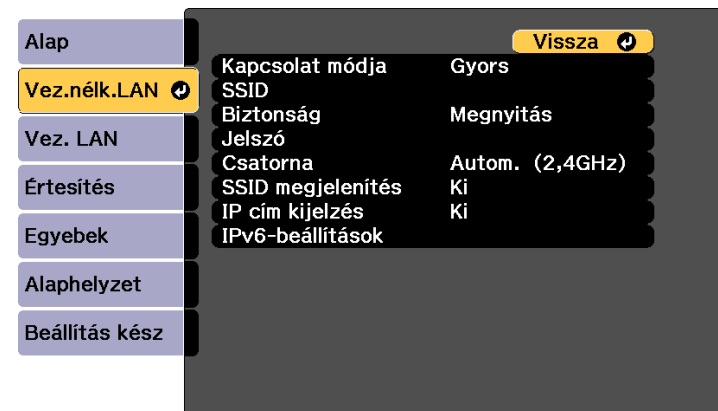 Alap
Vez.nélk.LAN
Vez. LAN
Értesítés
Egyebek
Alaphelyzet
Beállítás kész
Vissza
Kapcsolat módja Gyors
SSID
Biztonság Megnyitás
Jelszó
Csatorna Autom. (2,4GHz)
SSID megjelenítés Ki
IP cím kijelzés Ki
IPv6-beállítások